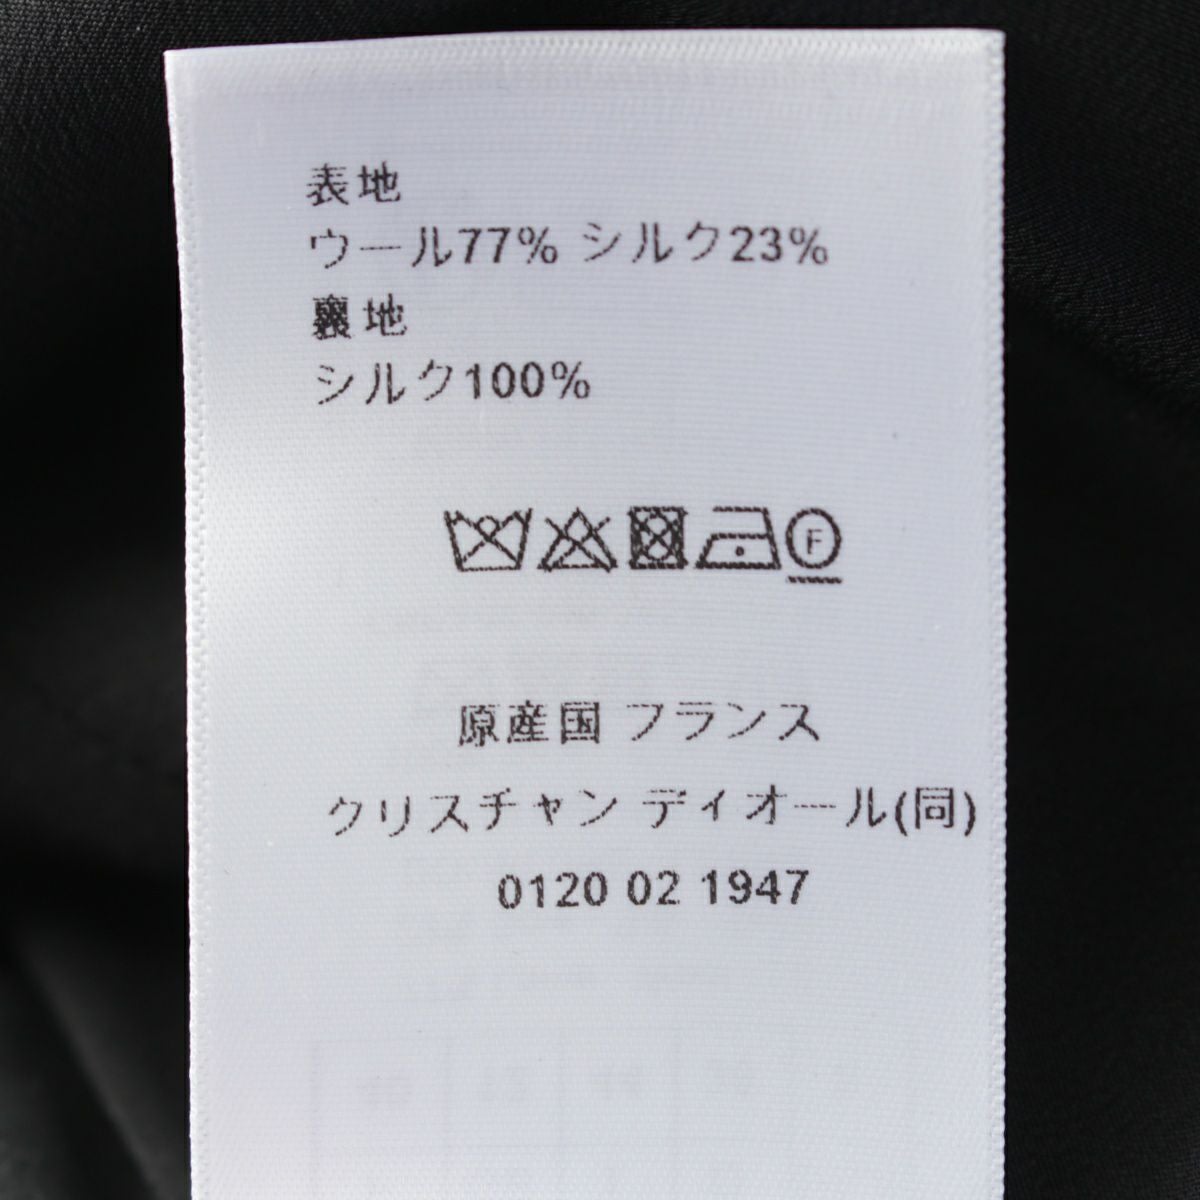 表地
ウール77% シルク23%
裏地
シルク100%
F
原産国 フランス
クリスチャン ディオール(同)
0120 02 1947